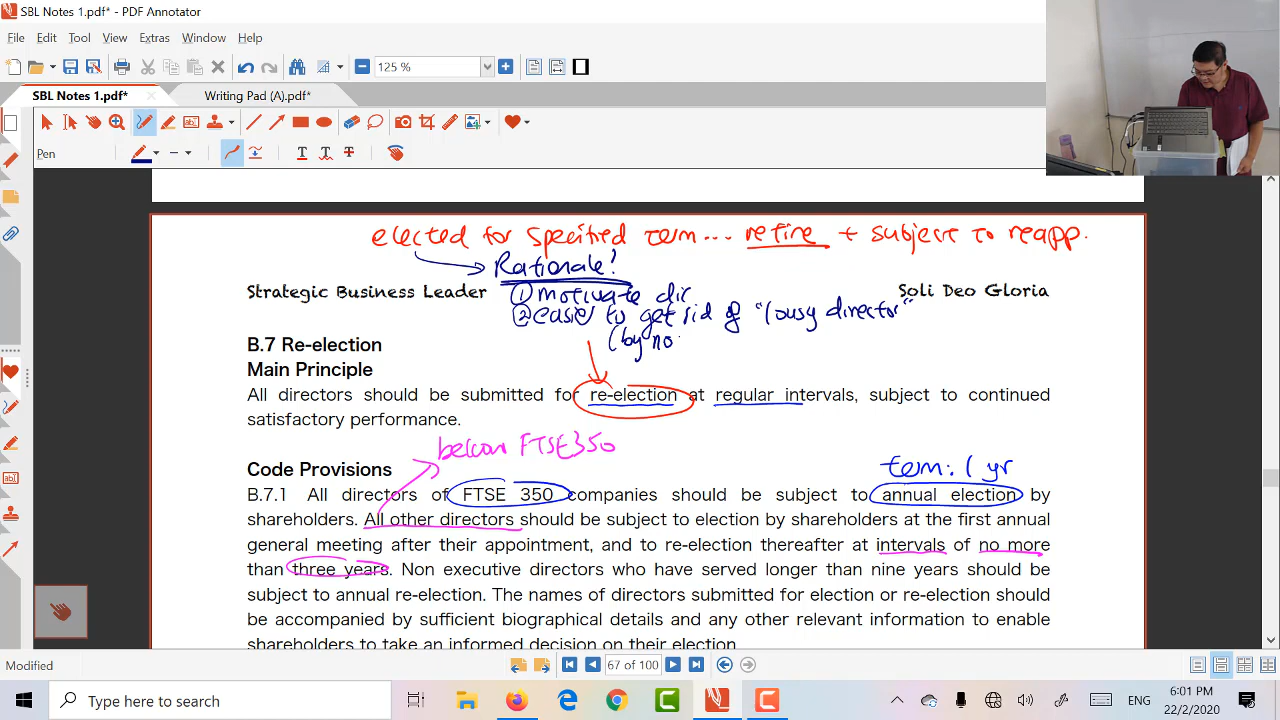 SBL Notes 1.pdf* - PDF Annotator
File Edit Tool View Extras Window Help
125 %
SBL Notes 1.pdf* Writing Pad (A).pdf*
Pen
elected for specified term... retire + subject to reapp.
Rationale!
Strategic Business Leader Soli Deo Gloria
① motivate dir
② easier to get rid of "lousy director"
(by no
B.7 Re-election
Main Principle
All directors should be submitted for re-election at regular intervals, subject to continued
satisfactory performance.
below FTSE350
term: 1 yr
Code Provisions
B.7.1 All directors of FTSE 350 companies should be subject to annual election by
shareholders. All other directors should be subject to election by shareholders at the first annual
general meeting after their appointment, and to re-election thereafter at intervals of no more
than three years. Non executive directors who have served longer than nine years should be
subject to annual re-election. The names of directors submitted for election or re-election should
be accompanied by sufficient biographical details and any other relevant information to enable
shareholders to take an informed decision on their election.
Modified 67 of 100
Type here to search
ENG 6:01 PM
22/2/2020